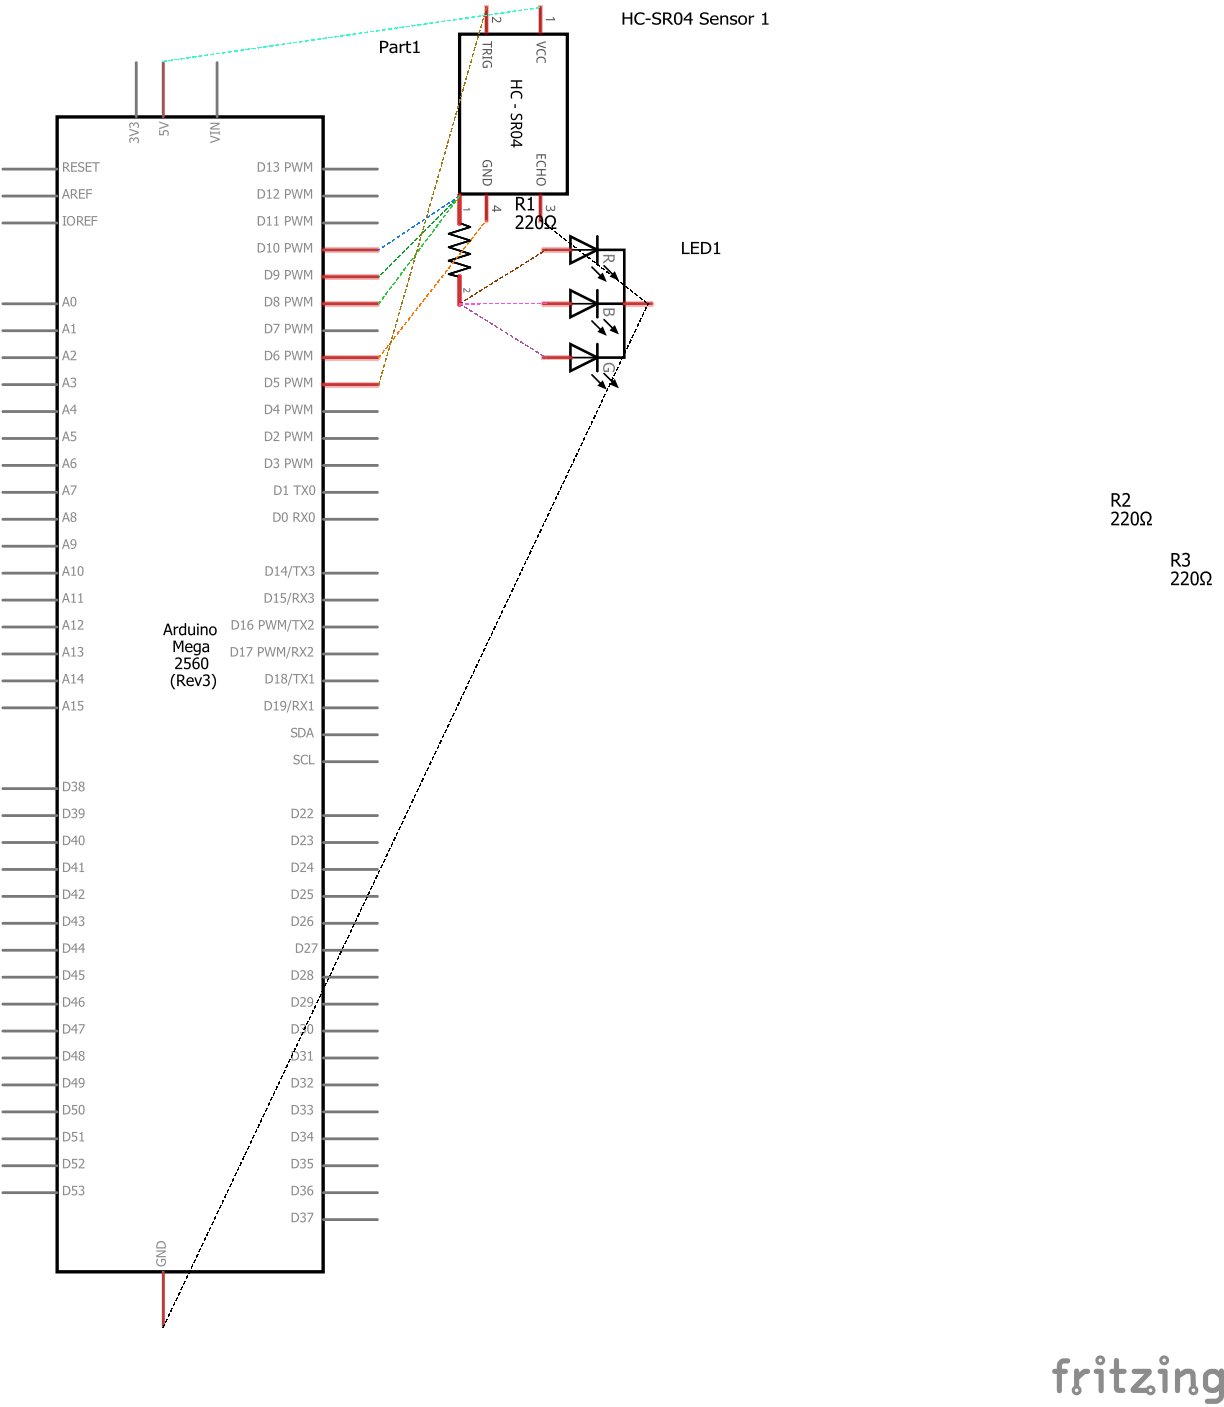 HC-SR04 Sensor 1
Part1
2
1
TRIG
VCC
HC - SR04
GND
ECHO
4
3
R1
220Ω
1
2
LED1
R
B
G
3V3
5V
VIN
RESET
AREF
IOREF
A0
A1
A2
A3
A4
A5
A6
A7
A8
A9
A10
A11
A12
A13
A14
A15
D38
D39
D40
D41
D42
D43
D44
D45
D46
D47
D48
D49
D50
D51
D52
D53
D13 PWM
D12 PWM
D11 PWM
D10 PWM
D9 PWM
D8 PWM
D7 PWM
D6 PWM
D5 PWM
D4 PWM
D2 PWM
D3 PWM
D1 TX0
D0 RX0
D14/TX3
D15/RX3
D16 PWM/TX2
D17 PWM/RX2
D18/TX1
D19/RX1
SDA
SCL
D22
D23
D24
D25
D26
D27
D28
D29
D30
D31
D32
D33
D34
D35
D36
D37
Arduino
Mega
2560
(Rev3)
GND
R2
220Ω
R3
220Ω
fritzing